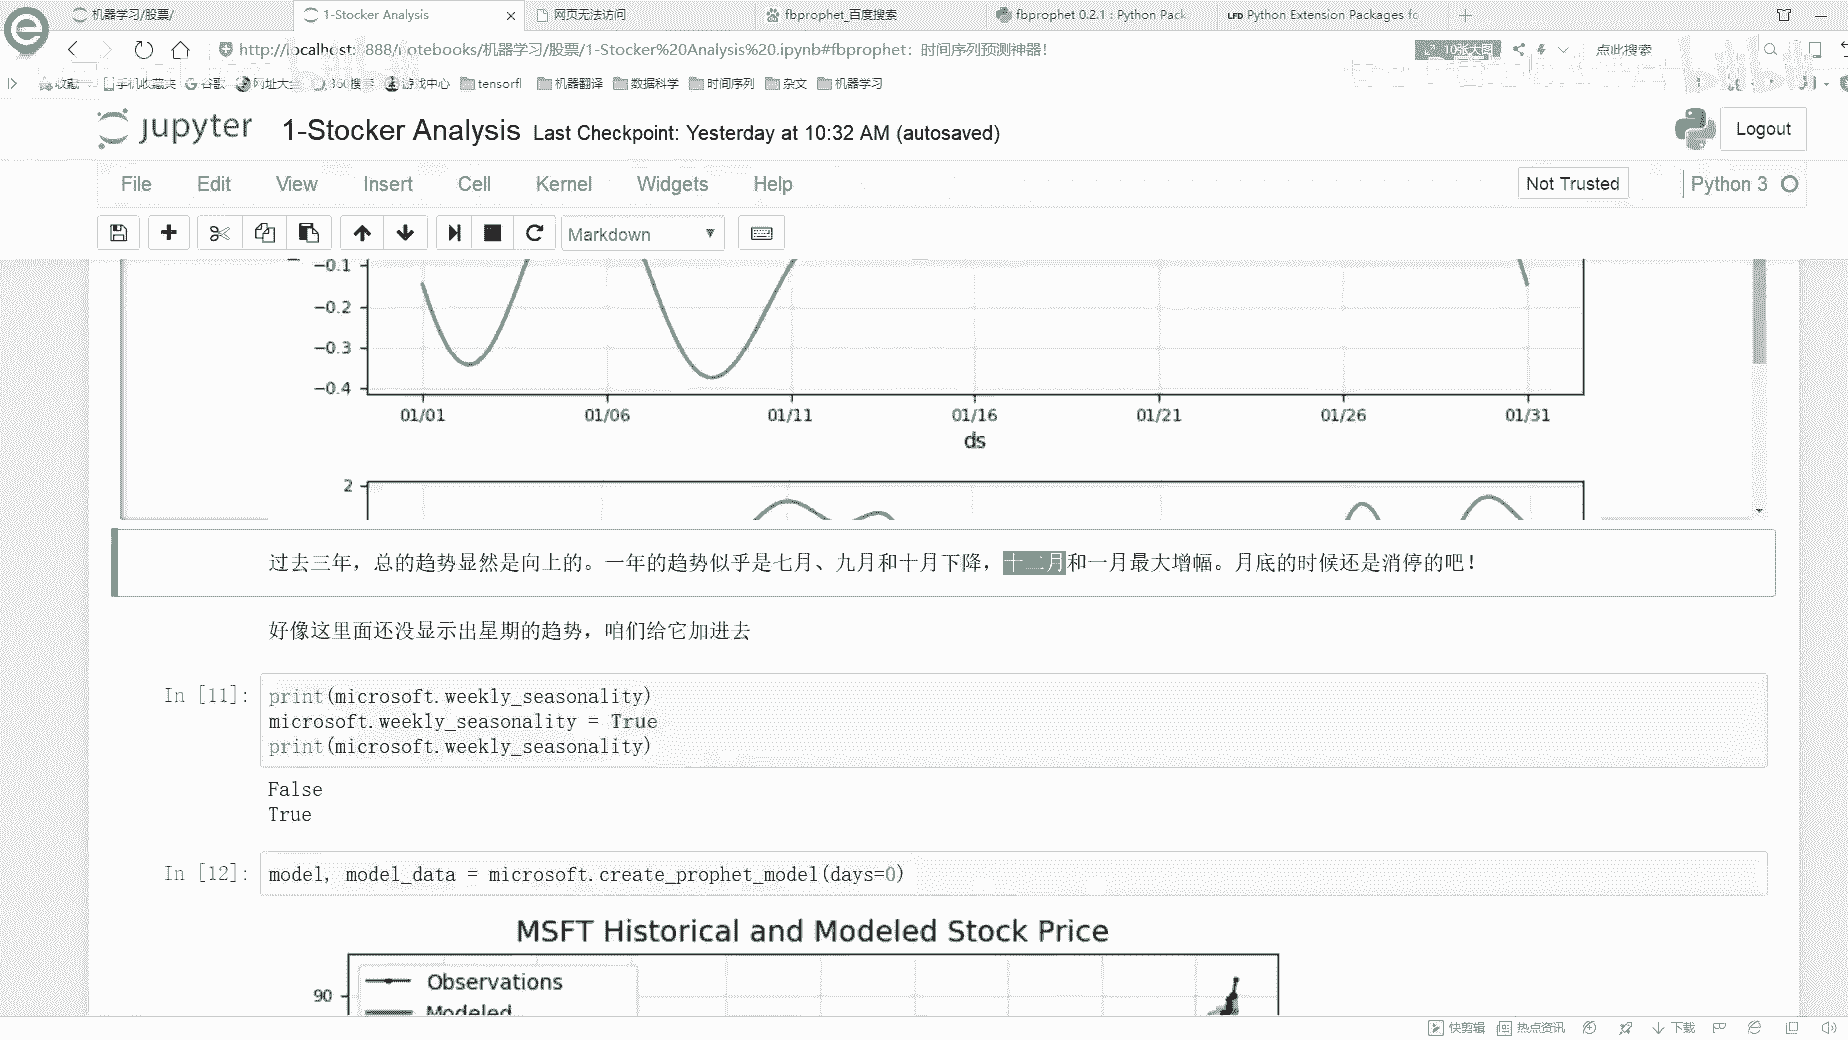 机器学习/股票/
1-Stocker Analysis
网页无法访问
fbprophet_百度搜索
fbprophet 0.2.1 : Python Pack
LFD Python Extension Packages fo
http://localhost:8888/notebooks/机器学习/股票/1-Stocker%20Analysis%20.ipynb#fbprophet：时间序列预测神器!
10张大图
点此搜索
收藏
手机收藏夹
谷歌
网址大全
360搜索
游戏中心
tensorfl
机器翻译
数据科学
时间序列
杂文
机器学习
jupyter
1-Stocker Analysis Last Checkpoint: Yesterday at 10:32 AM (autosaved)
Logout
File Edit View Insert Cell Kernel Widgets Help
Not Trusted
Python 3
Markdown
−0.1
−0.2
−0.3
−0.4
01/01 01/06 01/11 01/16 01/21 01/26 01/31
ds
2
过去三年，总的趋势显然是向上的。一年的趋势似乎是七月、九月和十月下降，十二月和一月最大增幅。月底的时候还是消停的吧！
好像这里面还没显示出星期的趋势，咱们给它加进去
In [11]:
print(microsoft.weekly_seasonality)
microsoft.weekly_seasonality = True
print(microsoft.weekly_seasonality)
False
True
In [12]:
model, model_data = microsoft.create_prophet_model(days=0)
MSFT Historical and Modeled Stock Price
Observations
90
Modeled
快剪辑
热点资讯
下载